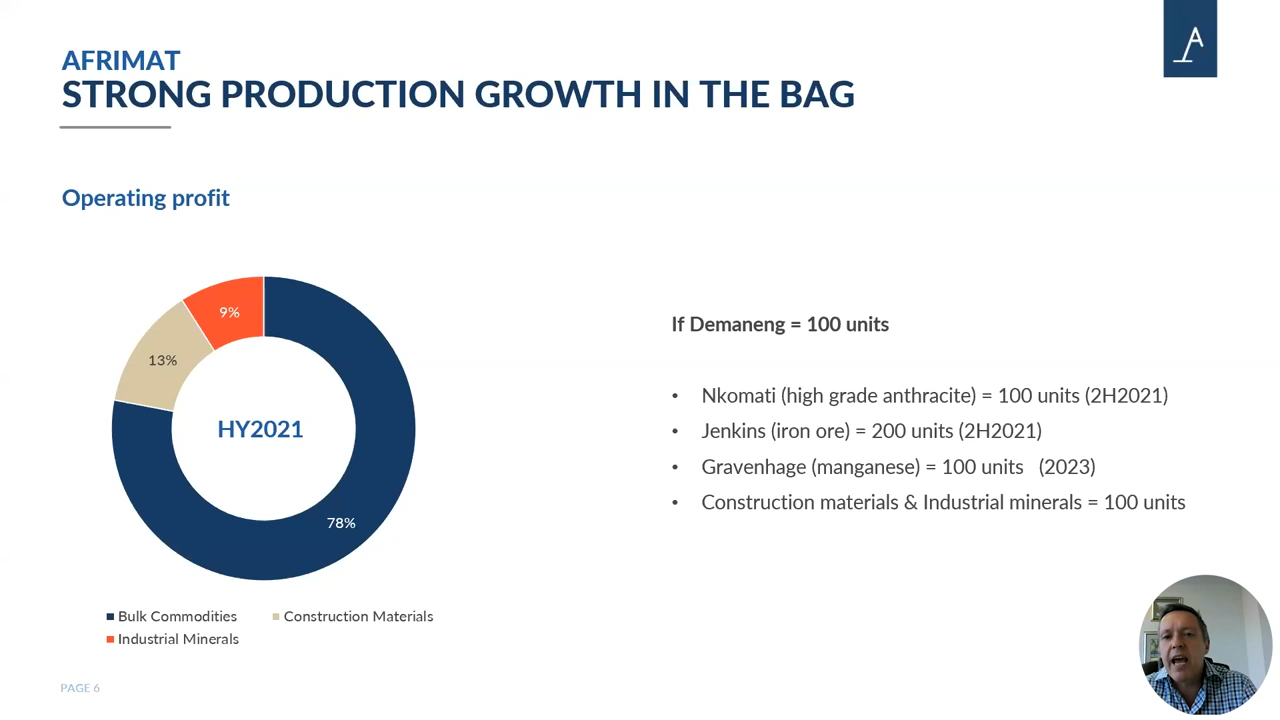 AFRIMAT
STRONG PRODUCTION GROWTH IN THE BAG
A
Operating profit
9%
13%
HY2021
78%
Bulk Commodities
Construction Materials
Industrial Minerals
If Demaneng = 100 units
• Nkomati (high grade anthracite) = 100 units (2H2021)
• Jenkins (iron ore) = 200 units (2H2021)
• Gravenhage (manganese) = 100 units (2023)
• Construction materials & Industrial minerals = 100 units
PAGE 6